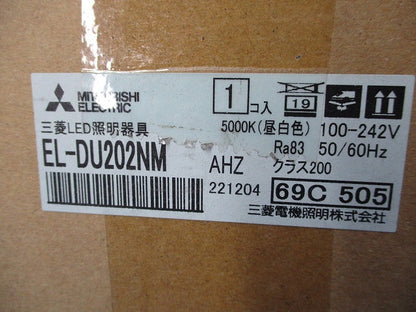 MITSUBISHI
ELECTRIC
1 コ入
19
三菱LED照明器具
5000K(昼白色) 100-242V
EL-DU202NM
Ra83 50/60Hz
AHZ クラス200
221204 69C 505
三菱電機照明株式会社